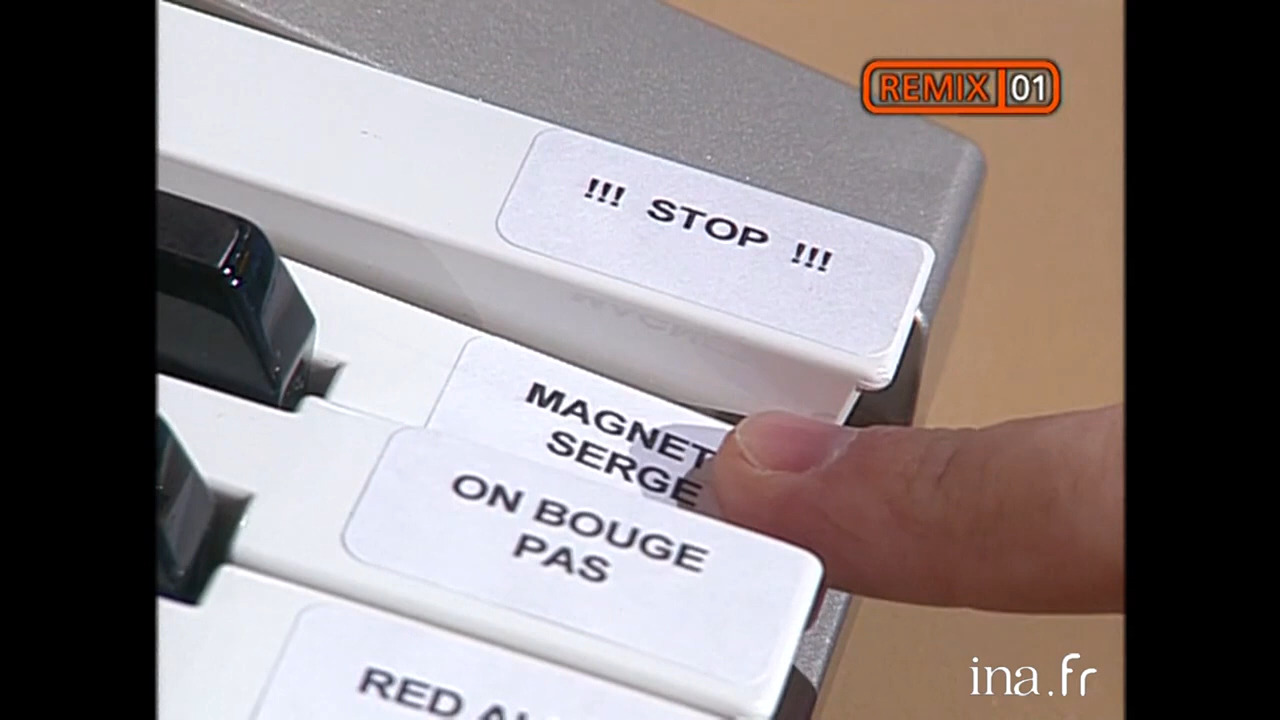 REMIX 01
!!! STOP !!!
MAGNET
SERGE
ON BOUGE
PAS
RED
ina.fr